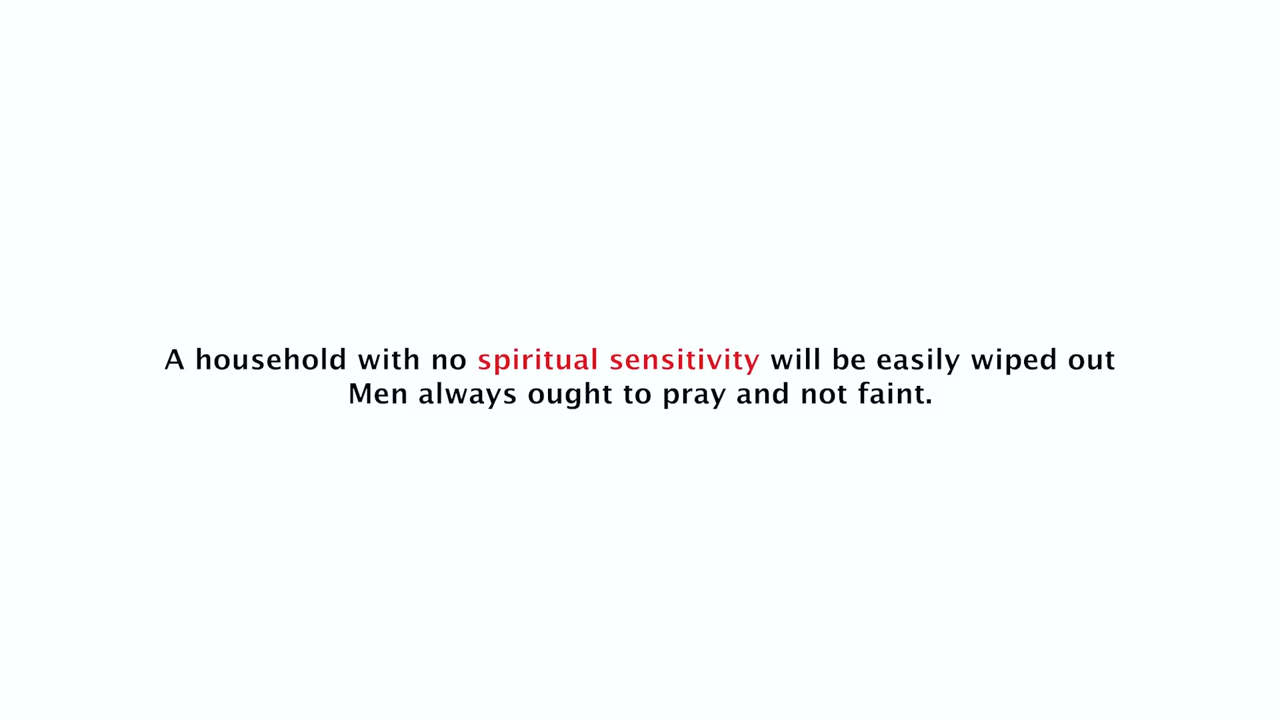 A household with no spiritual sensitivity will be easily wiped out
Men always ought to pray and not faint.